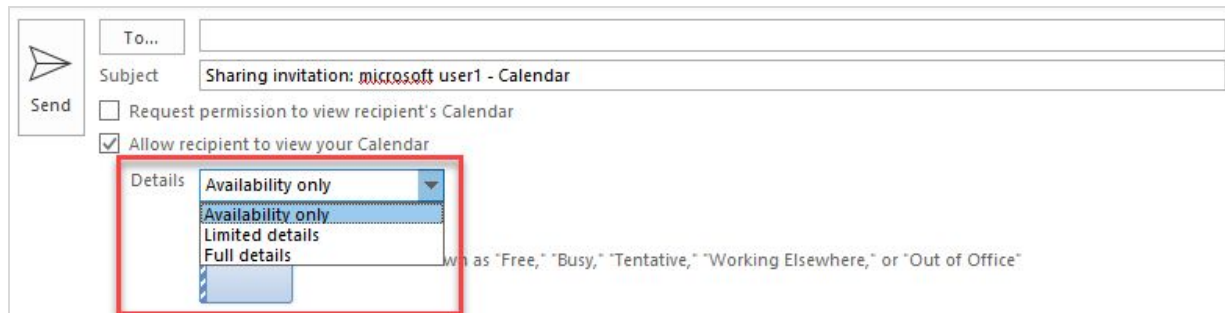 To...
Subject Sharing invitation: microsoft user1 - Calendar
Send
Request permission to view recipient's Calendar
Allow recipient to view your Calendar
Details Availability only
Availability only
Limited details
Full details
as "Free," "Busy," "Tentative," "Working Elsewhere," or "Out of Office"